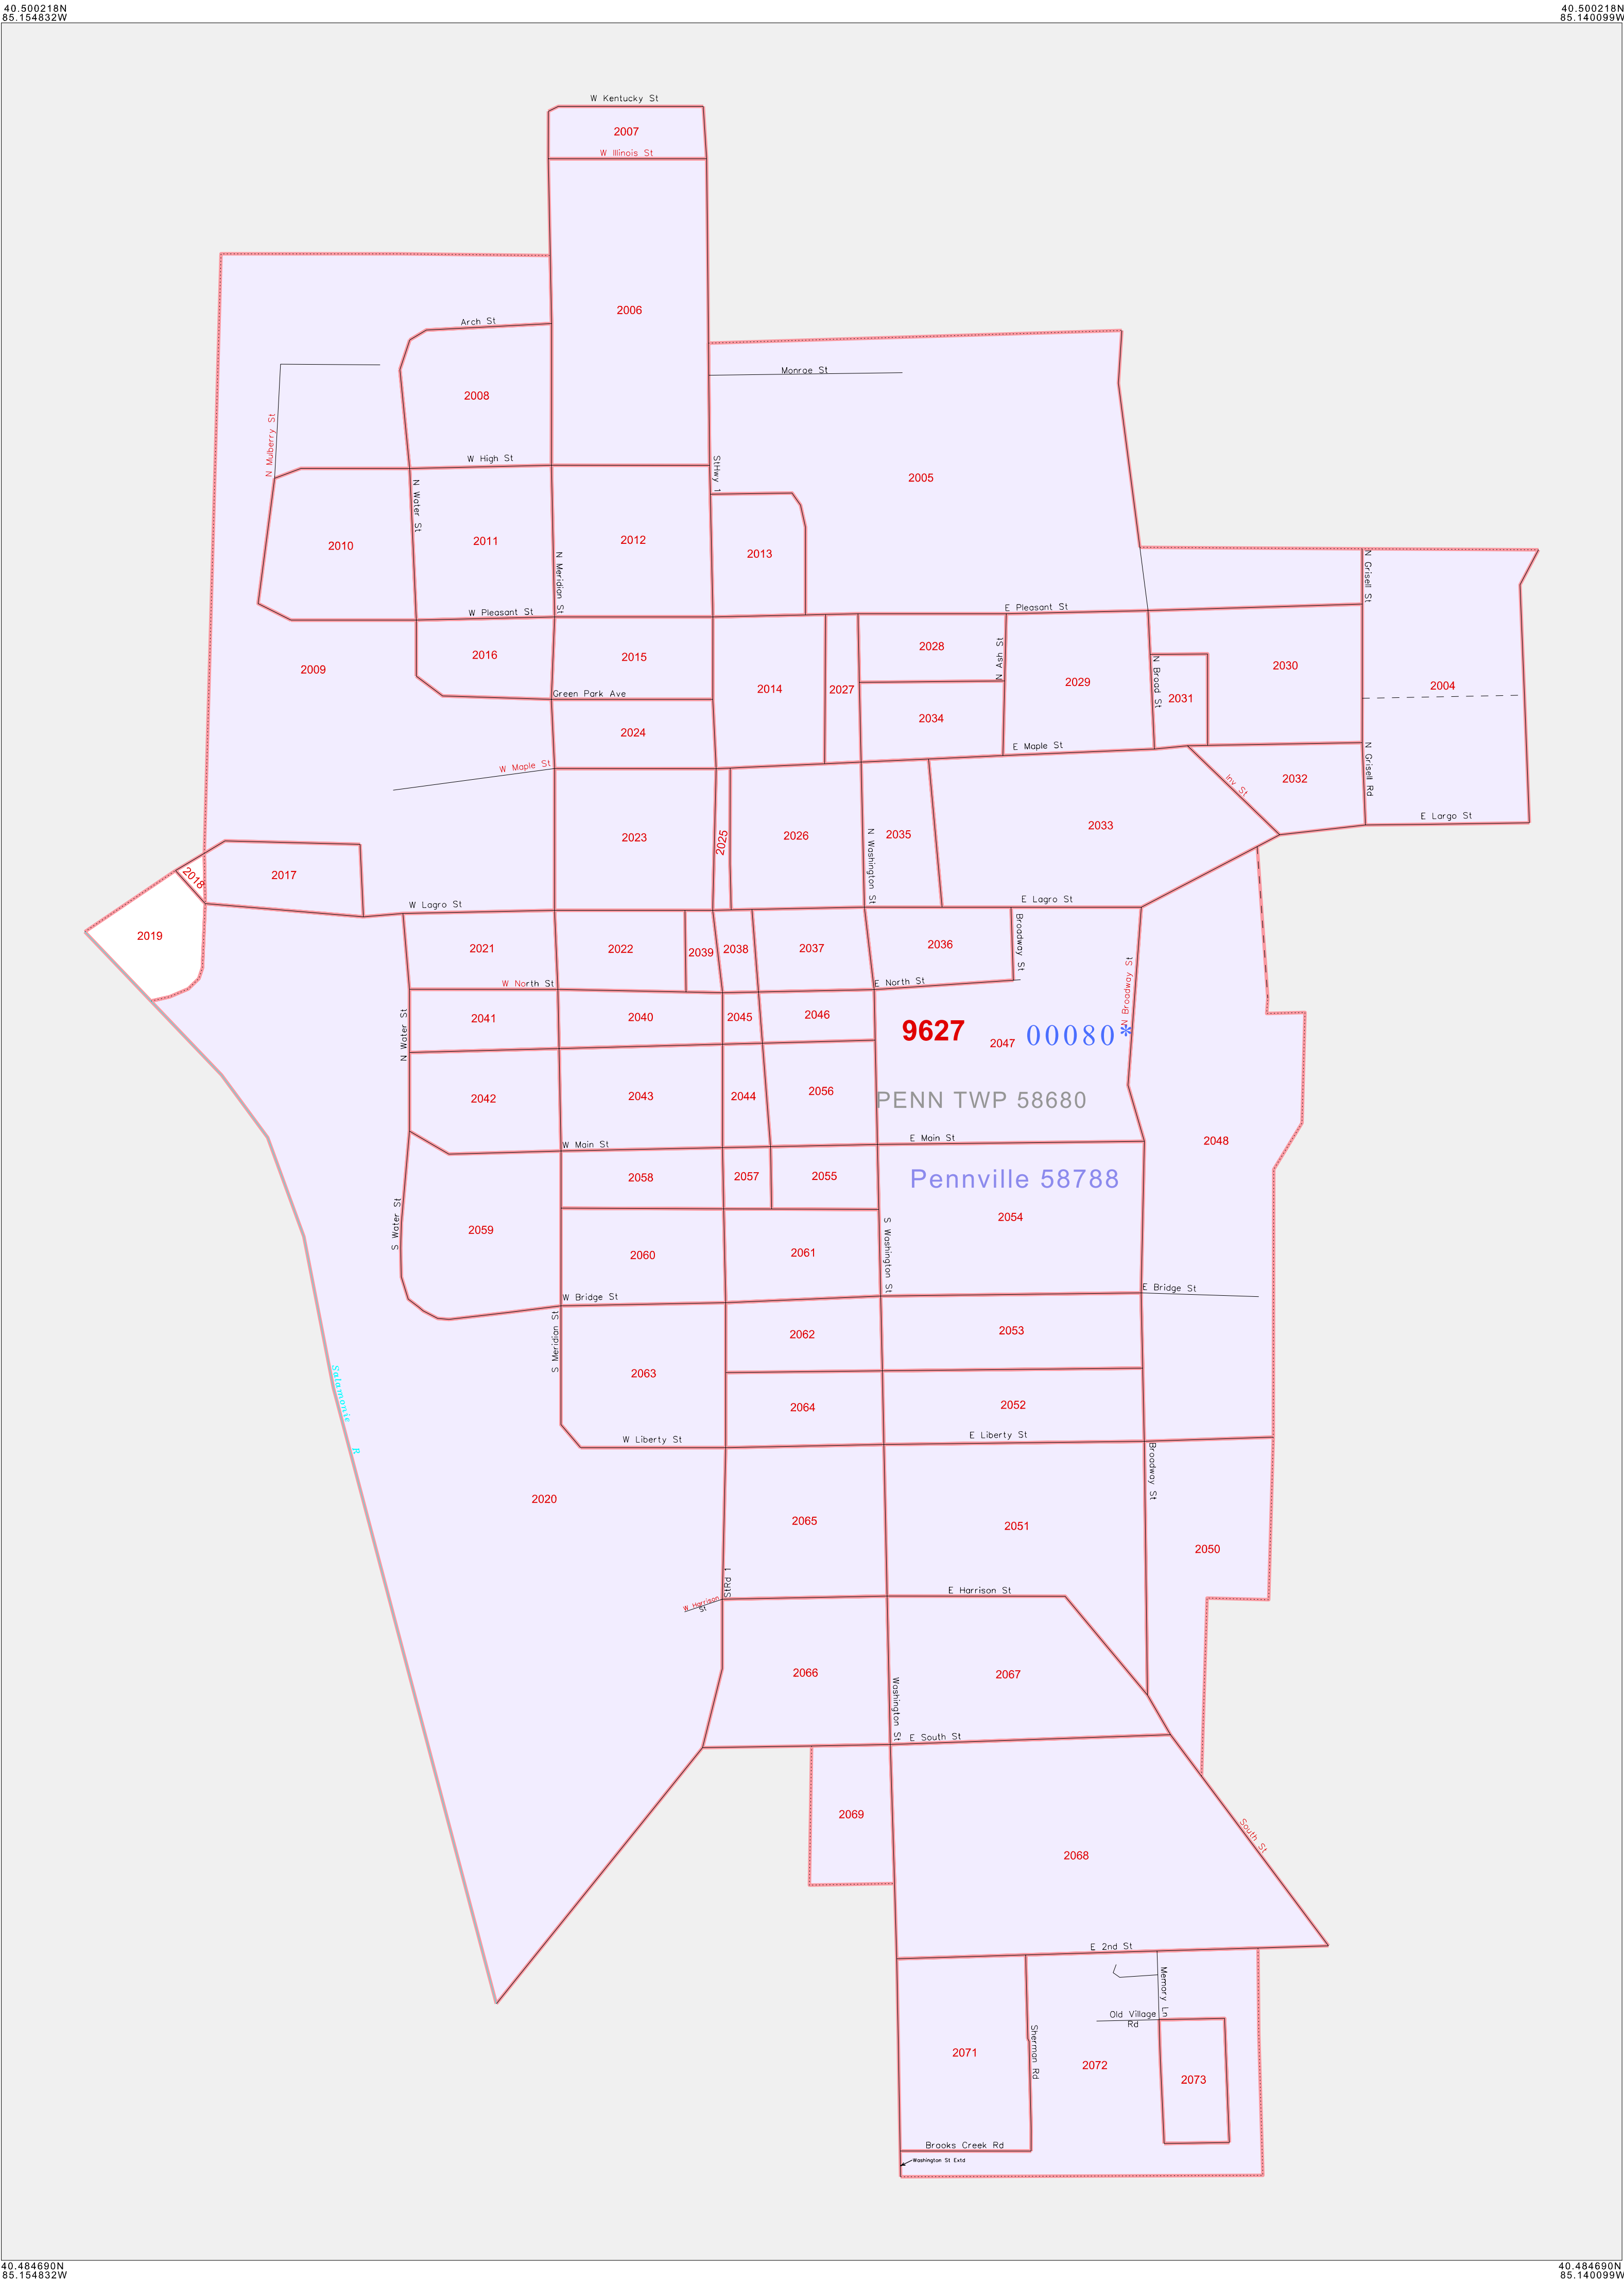 40.500218N
85.154832W
40.500218N
85.140099W
W Kentucky St
2007
W Illinois St
2006
Arch St
Monroe St
2008
N Mulberry St
W High St
StHwy 1
2005
N Water St
2010
2011
2012
2013
N Meridian St
N Grisell St
W Pleasant St
E Pleasant St
2009
2016
2015
2014
2027
2028
N Ash St
2029
N Broad St
2031
2030
2004
Green Park Ave
2034
2024
W Maple St
E Maple St
N Grisell Rd
Inv St
2032
E Largo St
2023
2025
2026
N Washington St
2035
2033
2018
2017
W Lagro St
E Lagro St
2019
2021
2022
2039
2038
2037
2036
Broadway St
W North St
E North St
N Broadway St
N Water St
2041
2040
2045
2046
9627
2047
00080*
2042
2043
2044
2056
PENN TWP 58680
W Main St
E Main St
2048
2058
2057
2055
Pennville 58788
S Water St
2059
2054
2060
2061
S Washington St
W Bridge St
E Bridge St
S Meridian St
2062
2053
Salamonie R
2063
2064
2052
W Liberty St
E Liberty St
Broadway St
2020
2065
2051
2050
StRd 1
W Harrison
St
E Harrison St
2066
2067
Washington St
E South St
2069
South St
2068
E 2nd St
Memory Ln
Old Village
Rd
Sherman Rd
2071
2072
2073
Brooks Creek Rd
Washington St Extd
40.484690N
85.154832W
40.484690N
85.140099W